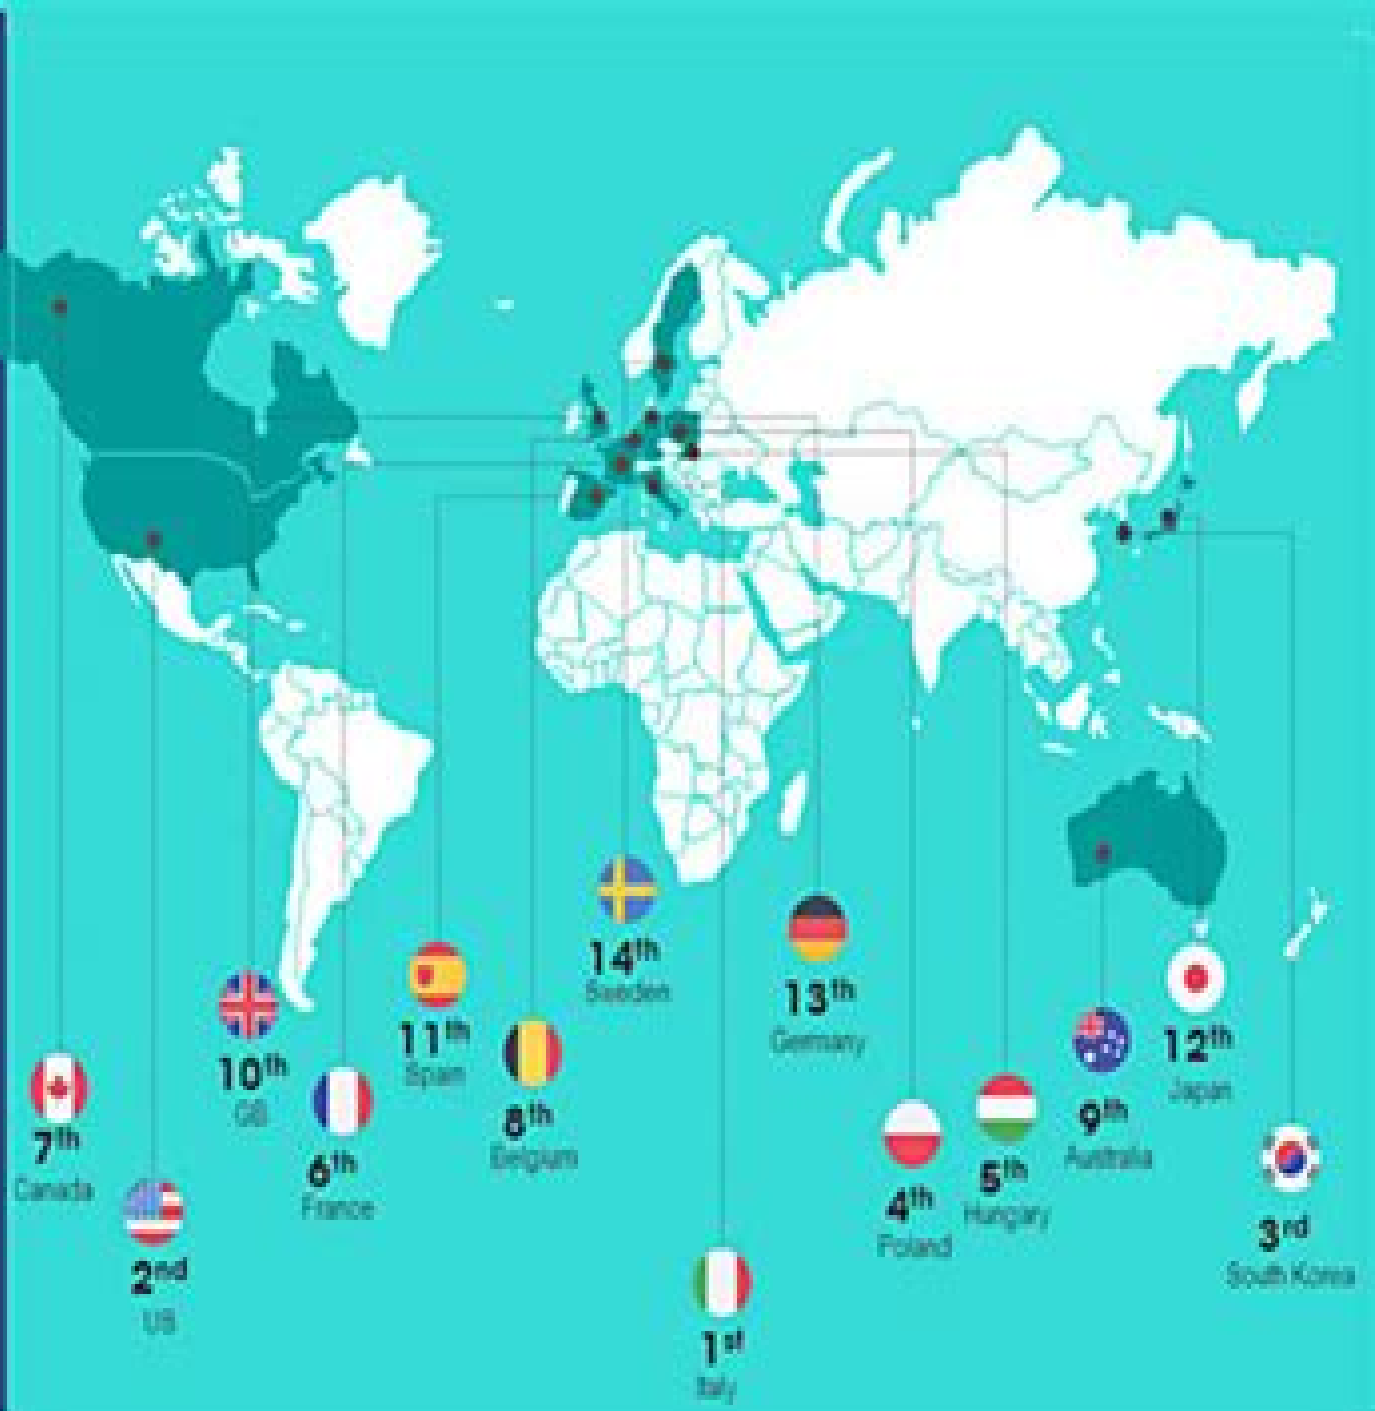 14th
Sweden
13th
Germany
11th
Spain
12th
Japan
10th
GB
8th
Belgium
9th
Australia
7th
Canada
6th
France
5th
Hungary
4th
Poland
3rd
South Korea
2nd
US
1st
Italy